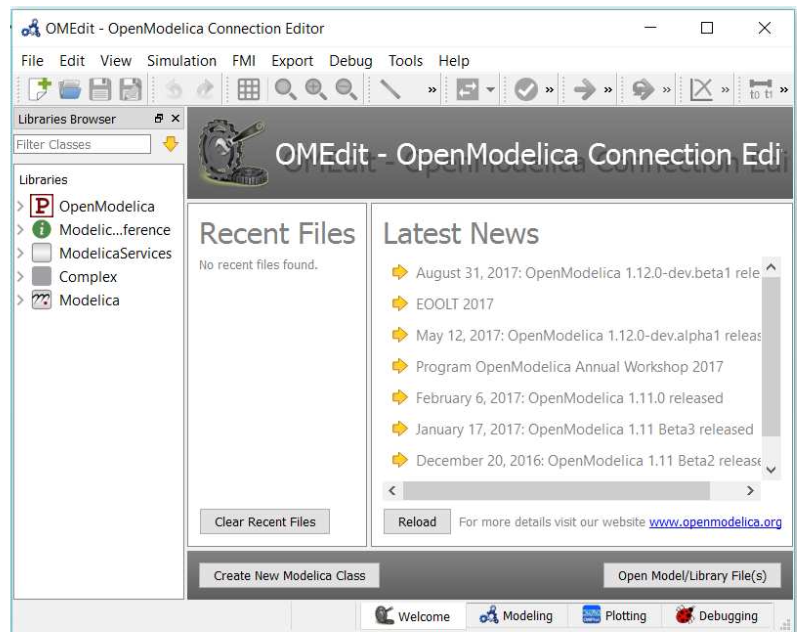 OMEdit - OpenModelica Connection Editor
File Edit View Simulation FMI Export Debug Tools Help
» » » » » to ti »
Libraries Browser
Filter Classes
Libraries
OpenModelica
Modelic...ference
ModelicaServices
Complex
Modelica
OMEdit - OpenModelica Connection Edi
Recent Files
No recent files found.
Clear Recent Files
Latest News
August 31, 2017: OpenModelica 1.12.0-dev.beta1 rele
EOOLT 2017
May 12, 2017: OpenModelica 1.12.0-dev.alpha1 releas
Program OpenModelica Annual Workshop 2017
February 6, 2017: OpenModelica 1.11.0 released
January 17, 2017: OpenModelica 1.11 Beta3 released
December 20, 2016: OpenModelica 1.11 Beta2 release
Reload For more details visit our website www.openmodelica.org
Create New Modelica Class Open Model/Library File(s)
Welcome Modeling Plotting Debugging